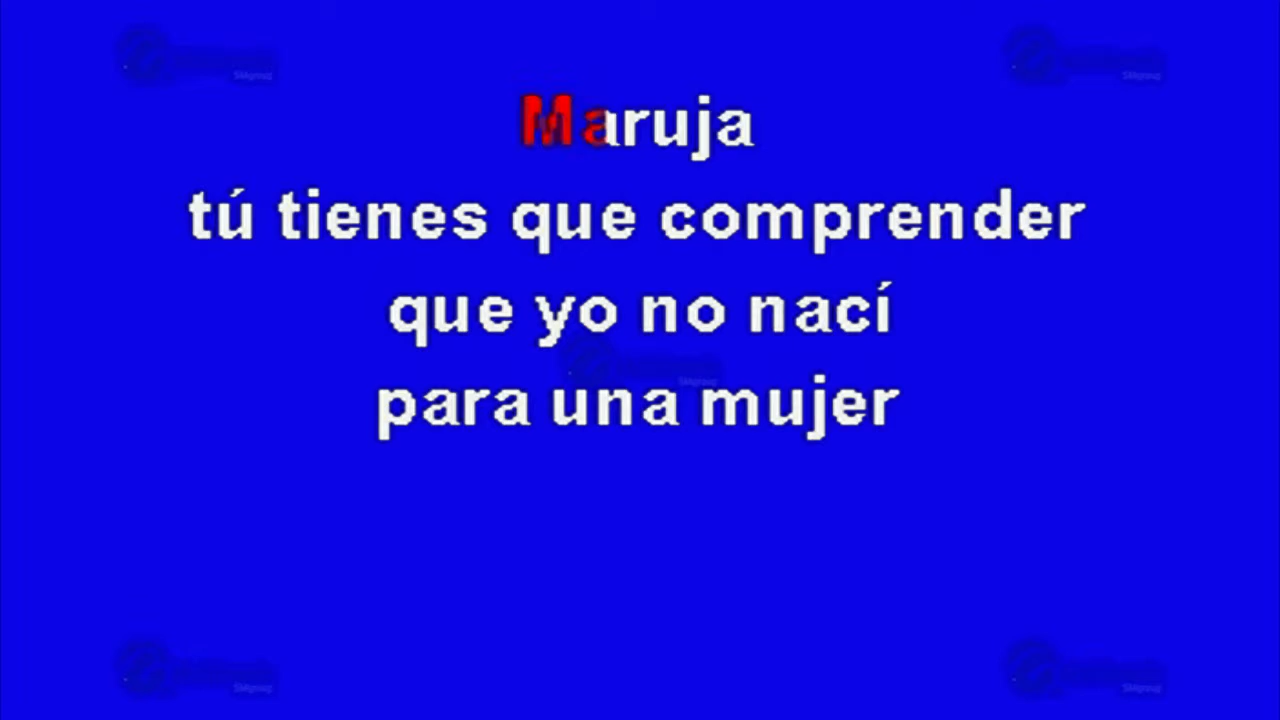 Maruja
tú tienes que comprender
que yo no nací
para una mujer